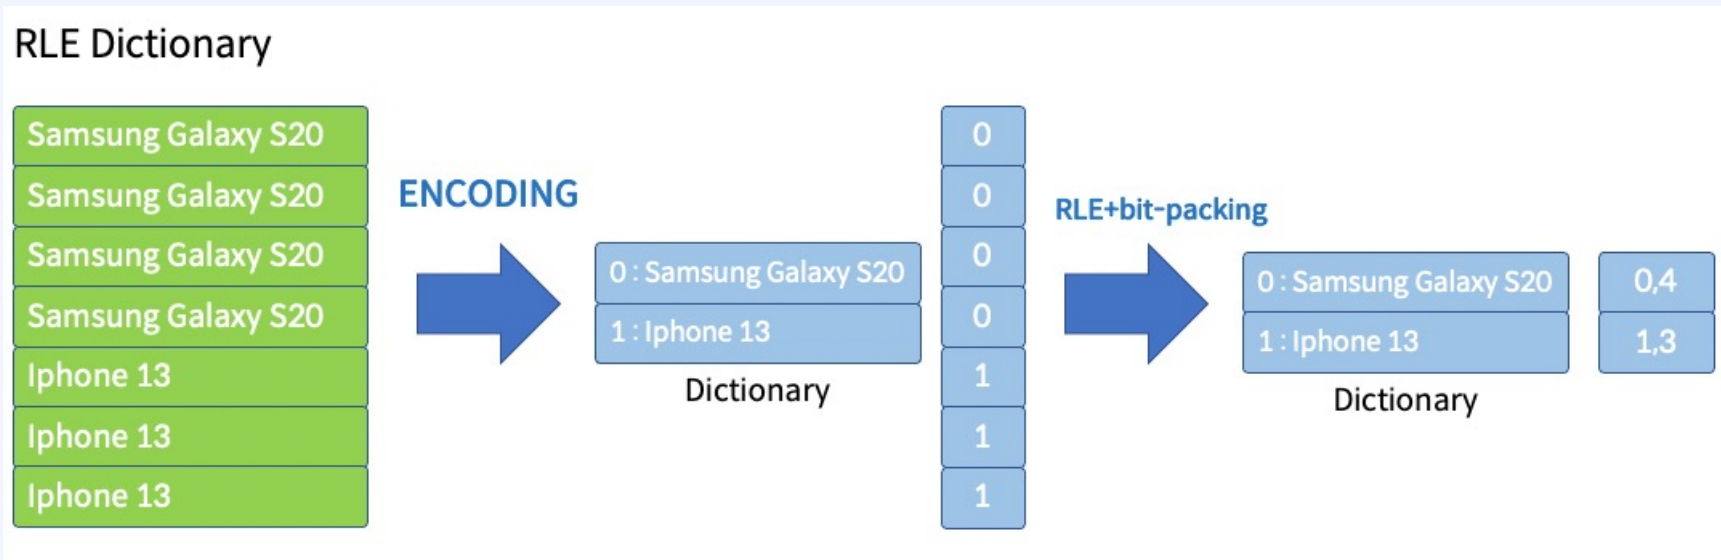 RLE Dictionary
Samsung Galaxy S20
Samsung Galaxy S20
Samsung Galaxy S20
Samsung Galaxy S20
Iphone 13
Iphone 13
Iphone 13
ENCODING
0 : Samsung Galaxy S20
1 : Iphone 13
Dictionary
0
0
0
0
1
1
1
RLE+bit-packing
0 : Samsung Galaxy S20
1 : Iphone 13
Dictionary
0,4
1,3